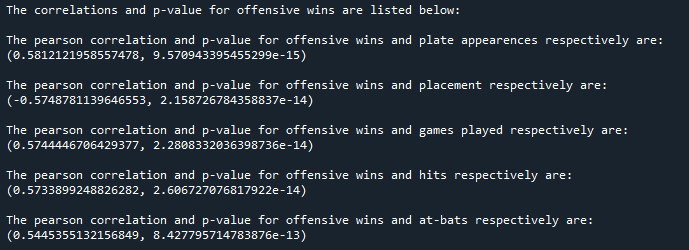 The correlations and p-value for offensive wins are listed below:
The pearson correlation and p-value for offensive wins and plate appearences respectively are:
(0.5812121958557478, 9.570943395455299e-15)
The pearson correlation and p-value for offensive wins and placement respectively are:
(-0.5748781139646553, 2.158726784358837e-14)
The pearson correlation and p-value for offensive wins and games played respectively are:
(0.5744446706429377, 2.2808332036398736e-14)
The pearson correlation and p-value for offensive wins and hits respectively are:
(0.5733899248826282, 2.606727076817922e-14)
The pearson correlation and p-value for offensive wins and at-bats respectively are:
(0.5445355132156849, 8.427795714783876e-13)